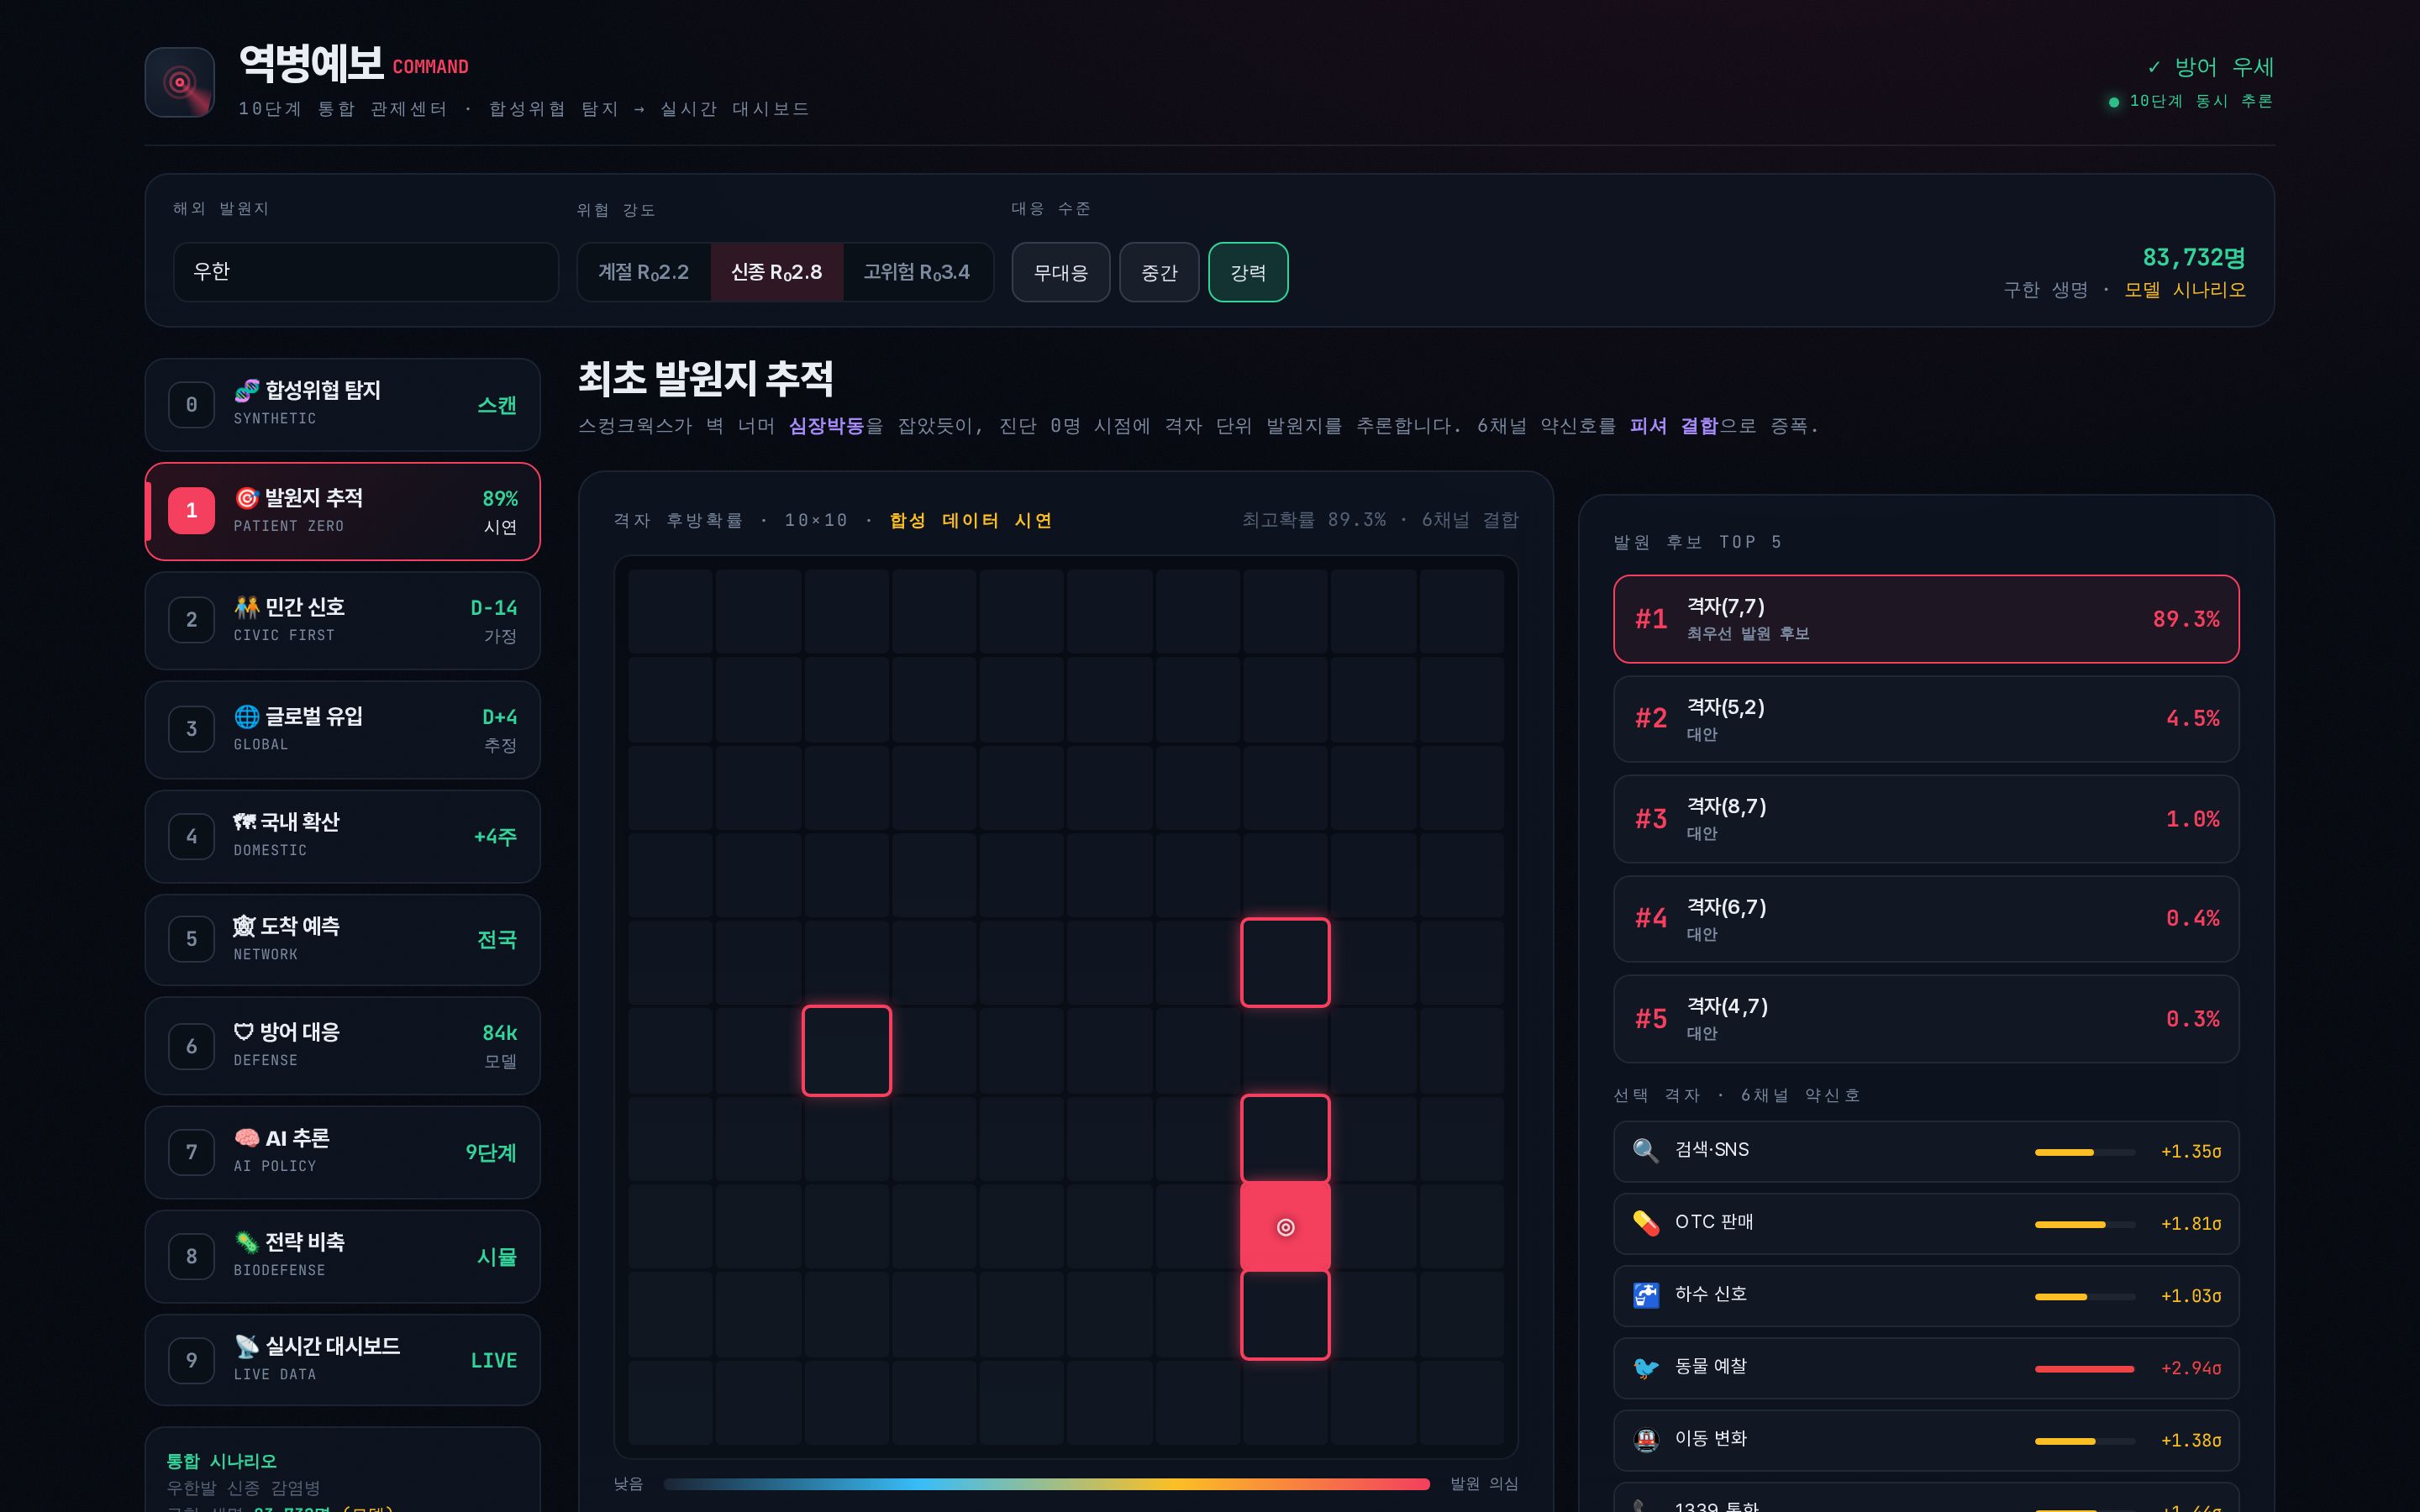 역병예보 COMMAND
10단계 통합 관제센터 · 합성위협 탐지 → 실시간 대시보드
✓ 방어 우세
10단계 동시 추론
해외 발원지
우한
위협 강도
계절 R₀2.2 신종 R₀2.8 고위험 R₀3.4
대응 수준
무대응 중간 강력
83,732명
구한 생명 · 모델 시나리오
0 🧬 합성위협 탐지 스캔
SYNTHETIC
1 🎯 발원지 추적 89%
PATIENT ZERO 시연
2 🧑‍🤝‍🧑 민간 신호 D-14
CIVIC FIRST 가정
3 🌐 글로벌 유입 D+4
GLOBAL 추정
4 🗺 국내 확산 +4주
DOMESTIC
5 🕸 도착 예측 전국
NETWORK
6 🛡 방어 대응 84k
DEFENSE 모델
7 🧠 AI 추론 9단계
AI POLICY
8 🦠 전략 비축 시뮬
BIODEFENSE
9 📡 실시간 대시보드 LIVE
LIVE DATA
통합 시나리오
우한발 신종 감염병
구한 생명 83,732명 (모델)
최초 발원지 추적
스컹크웍스가 벽 너머 심장박동을 잡았듯이, 진단 0명 시점에 격자 단위 발원지를 추론합니다. 6채널 약신호를 피셔 결합으로 증폭.
격자 후방확률 · 10×10 · 합성 데이터 시연
최고확률 89.3% · 6채널 결합
◎
낮음 발원 의심
발원 후보 TOP 5
#1 격자(7,7) 89.3%
최우선 발원 후보
#2 격자(5,2) 4.5%
대안
#3 격자(8,7) 1.0%
대안
#4 격자(6,7) 0.4%
대안
#5 격자(4,7) 0.3%
대안
선택 격자 · 6채널 약신호
🔍 검색·SNS +1.35σ
💊 OTC 판매 +1.81σ
🚰 하수 신호 +1.03σ
🐦 동물 예찰 +2.94σ
🚇 이동 변화 +1.38σ
📞 1339 통화 +1.44σ